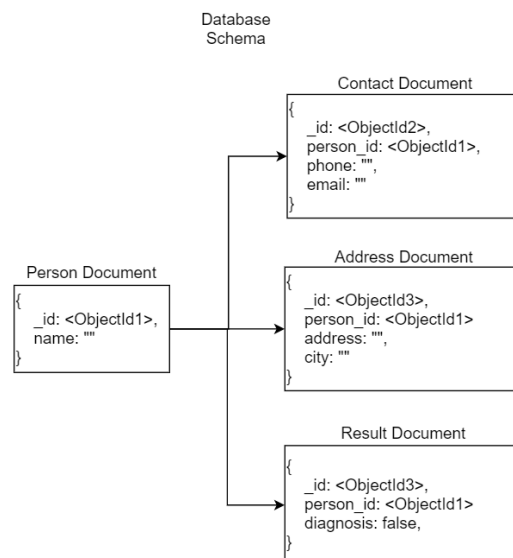 Database
Schema
Contact Document
{
_id: <ObjectId2>,
person_id: <ObjectId1>,
phone: "",
email: ""
}
Person Document
{
_id: <ObjectId1>,
name: ""
}
Address Document
{
_id: <ObjectId3>,
person_id: <ObjectId1>
address: "",
city: ""
}
Result Document
{
_id: <ObjectId3>,
person_id: <ObjectId1>
diagnosis: false,
}